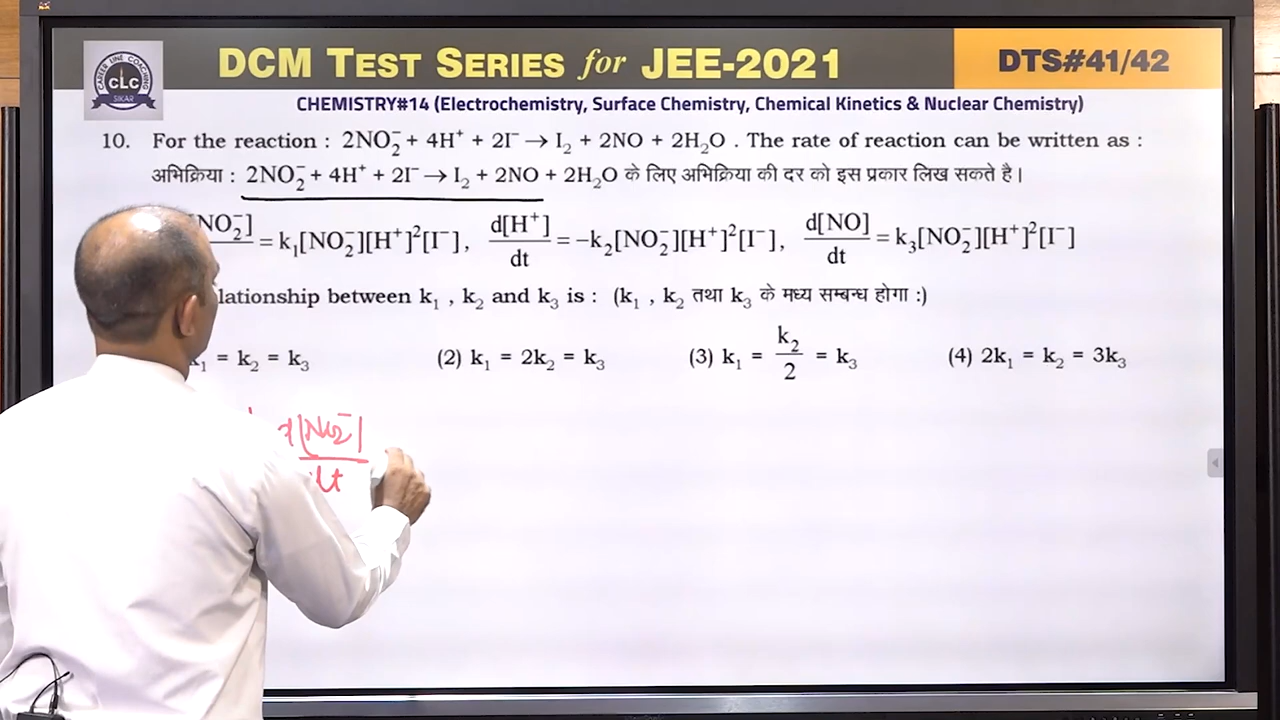 CAREER LINE COACHING
CLC
SIKAR
DCM TEST SERIES for JEE-2021
DTS#41/42
CHEMISTRY#14 (Electrochemistry, Surface Chemistry, Chemical Kinetics & Nuclear Chemistry)
10. For the reaction : 2NO₂⁻ + 4H⁺ + 2I⁻ → I₂ + 2NO + 2H₂O . The rate of reaction can be written as :
अभिक्रिया : 2NO₂⁻ + 4H⁺ + 2I⁻ → I₂ + 2NO + 2H₂O के लिए अभिक्रिया की दर को इस प्रकार लिख सकते है।
NO₂⁻] = k₁[NO₂⁻][H⁺]²[I⁻], d[H⁺]/dt = –k₂[NO₂⁻][H⁺]²[I⁻], d[NO]/dt = k₃[NO₂⁻][H⁺]²[I⁻]
lationship between k₁ , k₂ and k₃ is : (k₁ , k₂ तथा k₃ के मध्य सम्बन्ध होगा :)
k₁ = k₂ = k₃ (2) k₁ = 2k₂ = k₃ (3) k₁ = k₂/2 = k₃ (4) 2k₁ = k₂ = 3k₃
[NO₂⁻]
dt